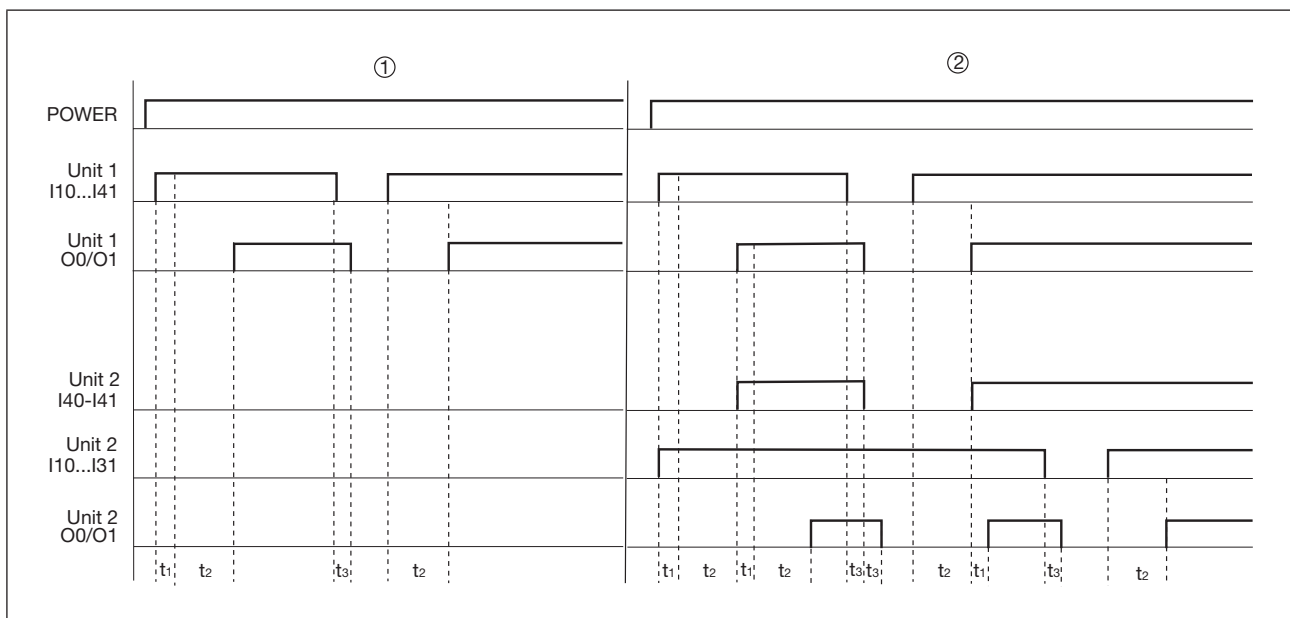 ① ②
POWER
Unit 1
I10...I41
Unit 1
O0/O1
Unit 2
I40-I41
Unit 2
I10...I31
Unit 2
O0/O1
t1 t2 t3 t2 t1 t2 t1 t2 t3 t3 t2 t1 t3 t2